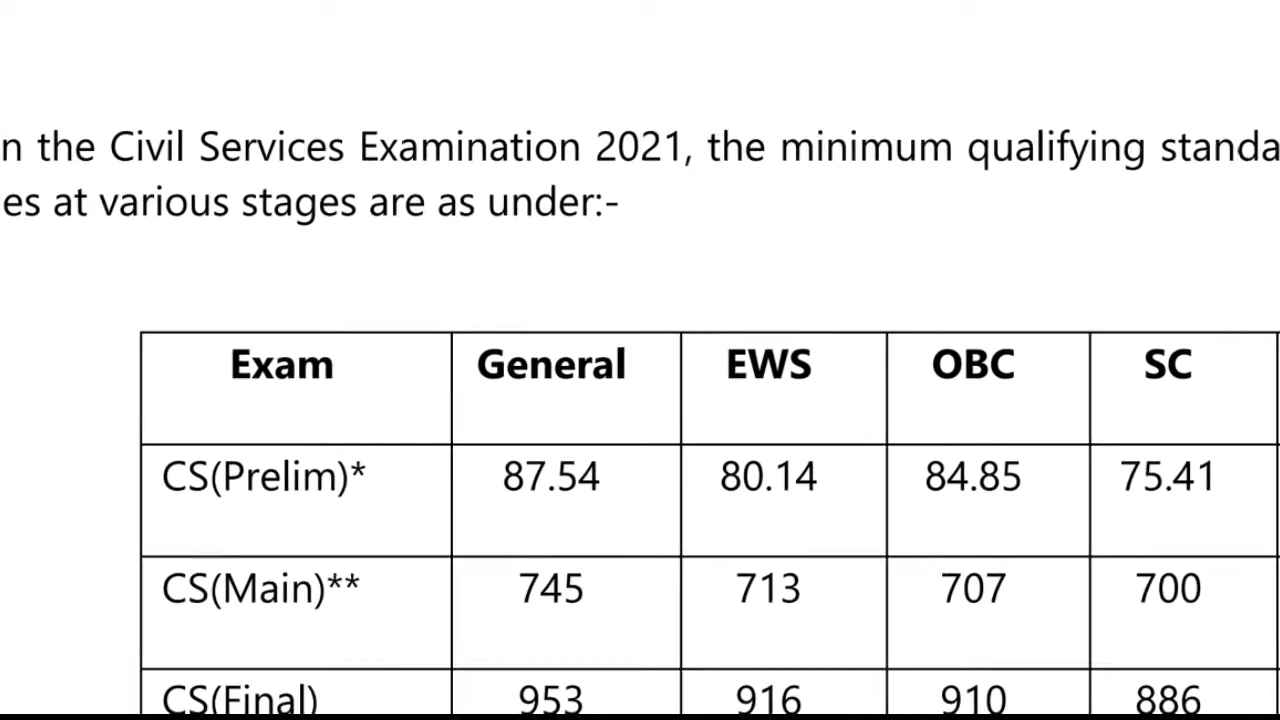 n the Civil Services Examination 2021, the minimum qualifying standa
es at various stages are as under:-
Exam General EWS OBC SC
CS(Prelim)* 87.54 80.14 84.85 75.41
CS(Main)** 745 713 707 700
CS(Final) 953 916 910 886